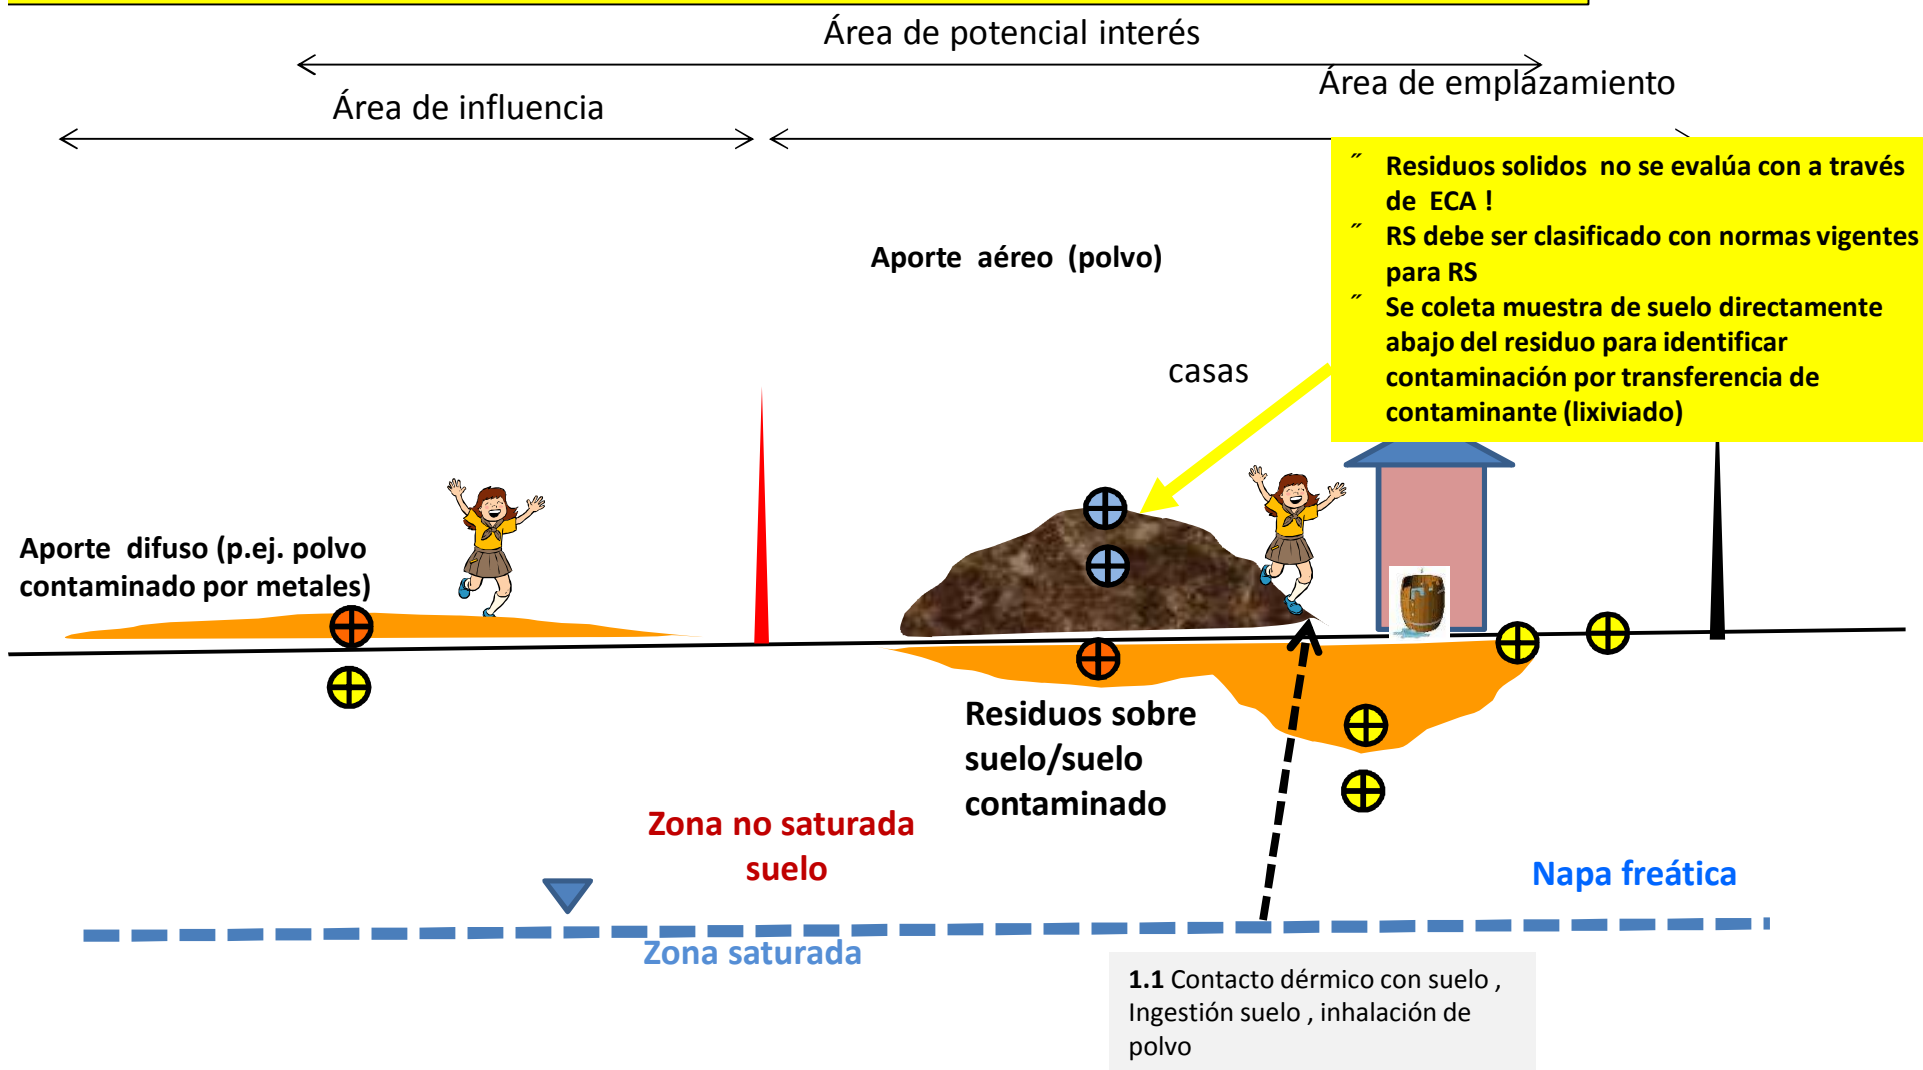 Área de potencial interés
Área de emplazamiento
Área de influencia
˝ Residuos solidos no se evalúa con a través
de ECA !
˝ RS debe ser clasificado con normas vigentes
para RS
˝ Se coleta muestra de suelo directamente
abajo del residuo para identificar
contaminación por transferencia de
contaminante (lixiviado)
Aporte aéreo (polvo)
casas
Aporte difuso (p.ej. polvo
contaminado por metales)
Residuos sobre
suelo/suelo
contaminado
Zona no saturada
suelo
Napa freática
Zona saturada
1.1 Contacto dérmico con suelo ,
Ingestión suelo , inhalación de
polvo